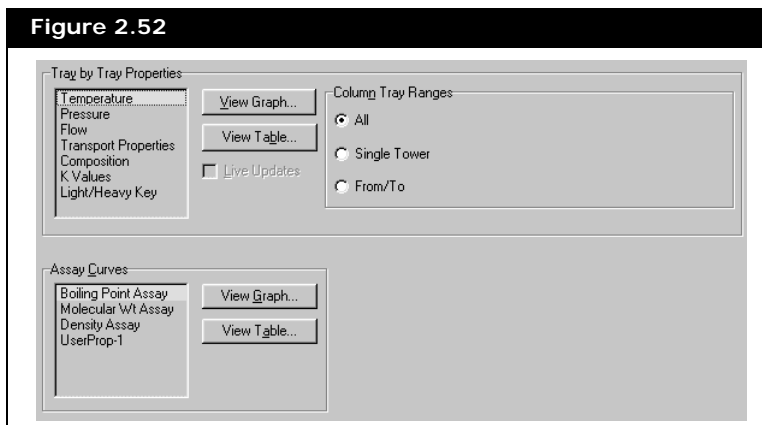 Figure 2.52
Tray by Tray Properties
Temperature
Pressure
Flow
Transport Properties
Composition
K Values
Light/Heavy Key
View Graph...
View Table...
Live Updates
Column Tray Ranges
All
Single Tower
From/To
Assay Curves
Boiling Point Assay
Molecular Wt Assay
Density Assay
UserProp-1
View Graph...
View Table...